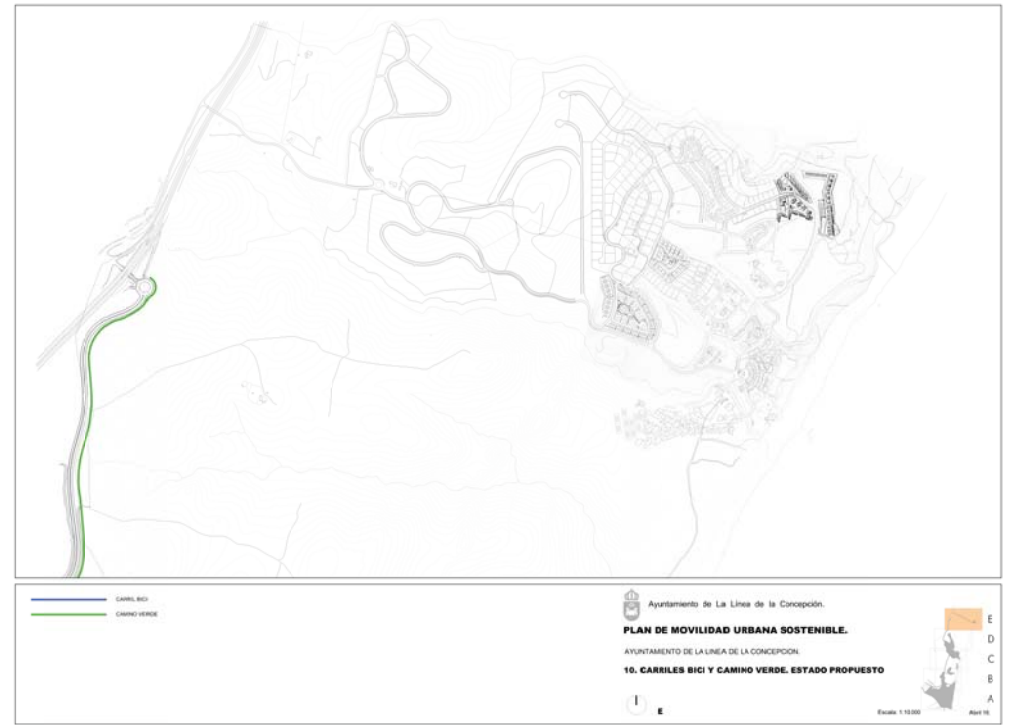 CARRIL BICI
CAMINO VERDE
Ayuntamiento de La Línea de la Concepción.
PLAN DE MOVILIDAD URBANA SOSTENIBLE.
AYUNTAMIENTO DE LA LINEA DE LA CONCEPCION.
10. CARRILES BICI Y CAMINO VERDE. ESTADO PROPUESTO
E
Escala: 1:10.000
Abril 16
E
D
C
B
A